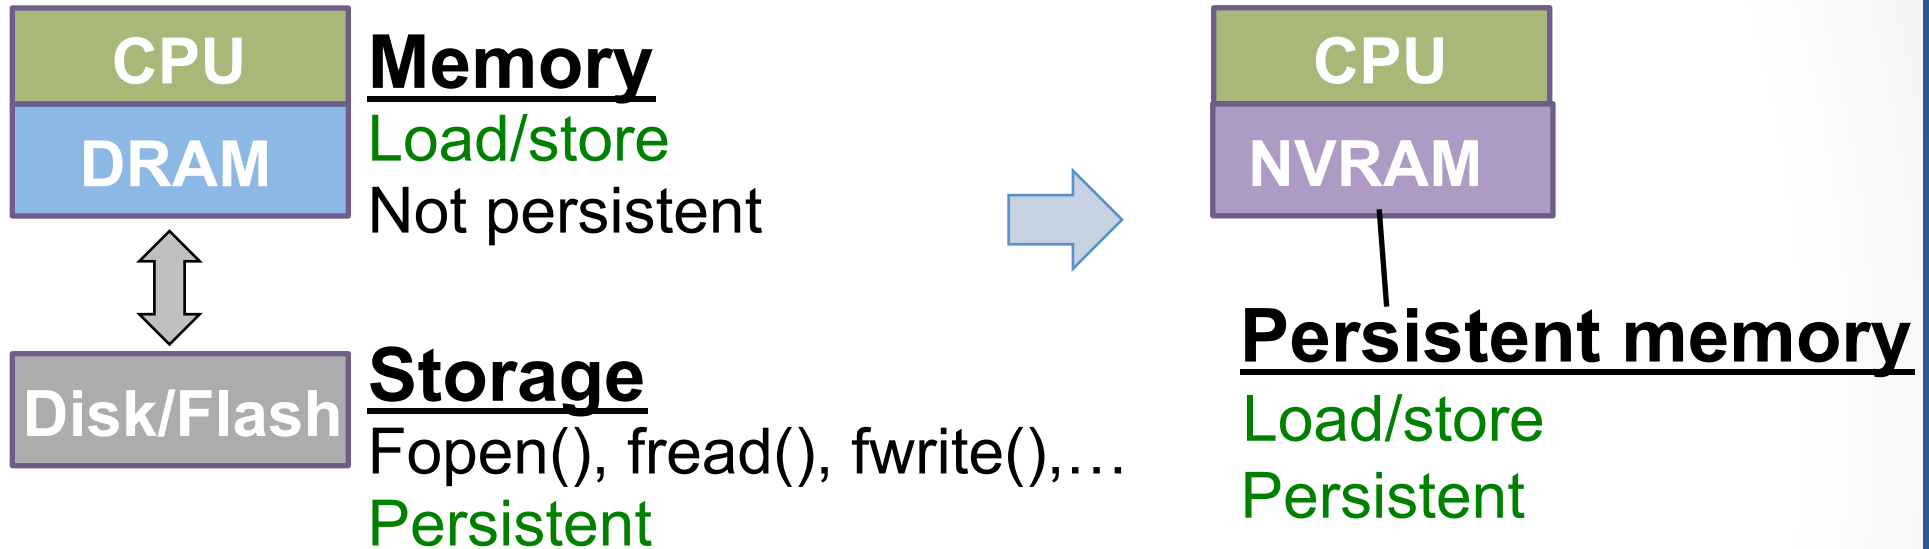 CPU
DRAM
Memory
Load/store
Not persistent
Disk/Flash
Storage
Fopen(), fread(), fwrite(),…
Persistent
CPU
NVRAM
Persistent memory
Load/store
Persistent